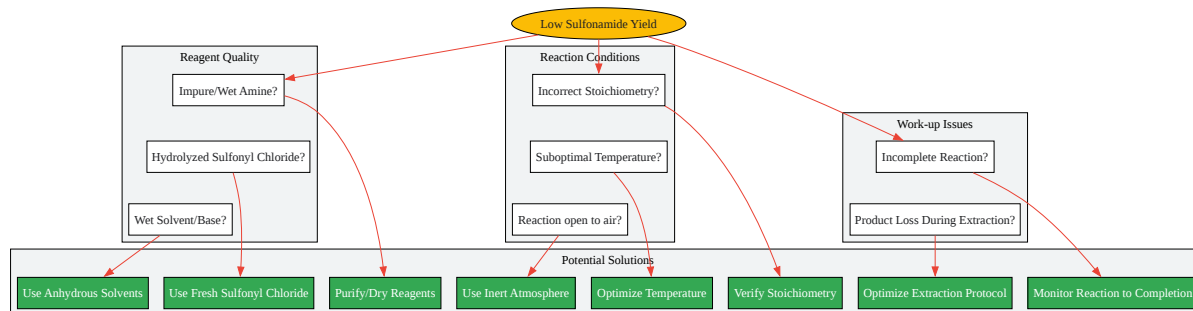 Low Sulfonamide Yield
Reagent Quality
Impure/Wet Amine?
Hydrolyzed Sulfonyl Chloride?
Wet Solvent/Base?
Reaction Conditions
Incorrect Stoichiometry?
Suboptimal Temperature?
Reaction open to air?
Work-up Issues
Incomplete Reaction?
Product Loss During Extraction?
Potential Solutions
Use Anhydrous Solvents
Use Fresh Sulfonyl Chloride
Purify/Dry Reagents
Use Inert Atmosphere
Optimize Temperature
Verify Stoichiometry
Optimize Extraction Protocol
Monitor Reaction to Completion